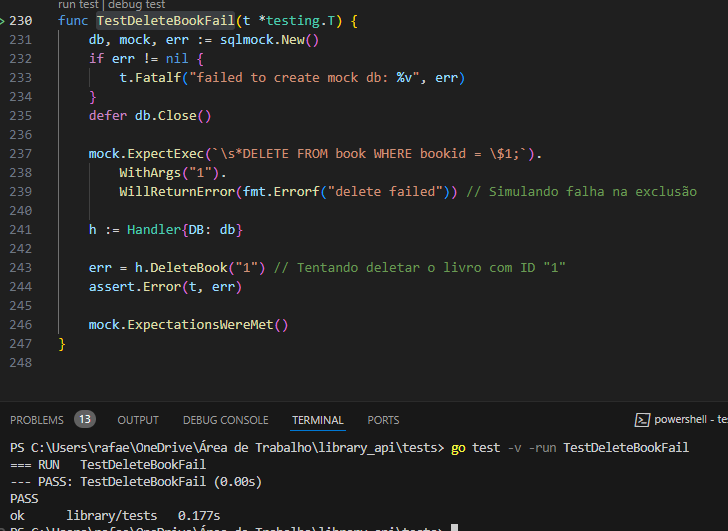 run test | debug test
230 func TestDeleteBookFail(t *testing.T) {
231 db, mock, err := sqlmock.New()
232 if err != nil {
233 t.Fatalf("failed to create mock db: %v", err)
234 }
235 defer db.Close()
236
237 mock.ExpectExec(`\s*DELETE FROM book WHERE bookid = \$1;`).
238 WithArgs("1").
239 WillReturnError(fmt.Errorf("delete failed")) // Simulando falha na exclusão
240
241 h := Handler{DB: db}
242
243 err = h.DeleteBook("1") // Tentando deletar o livro com ID "1"
244 assert.Error(t, err)
245
246 mock.ExpectationsWereMet()
247 }
248
PROBLEMS 13 OUTPUT DEBUG CONSOLE TERMINAL PORTS powershell - te
PS C:\Users\rafae\OneDrive\Área de Trabalho\library_api\tests> go test -v -run TestDeleteBookFail
=== RUN TestDeleteBookFail
--- PASS: TestDeleteBookFail (0.00s)
PASS
ok library/tests 0.177s
PS C:\Users\rafae\OneDrive\Área de Trabalho\library_api\tests>